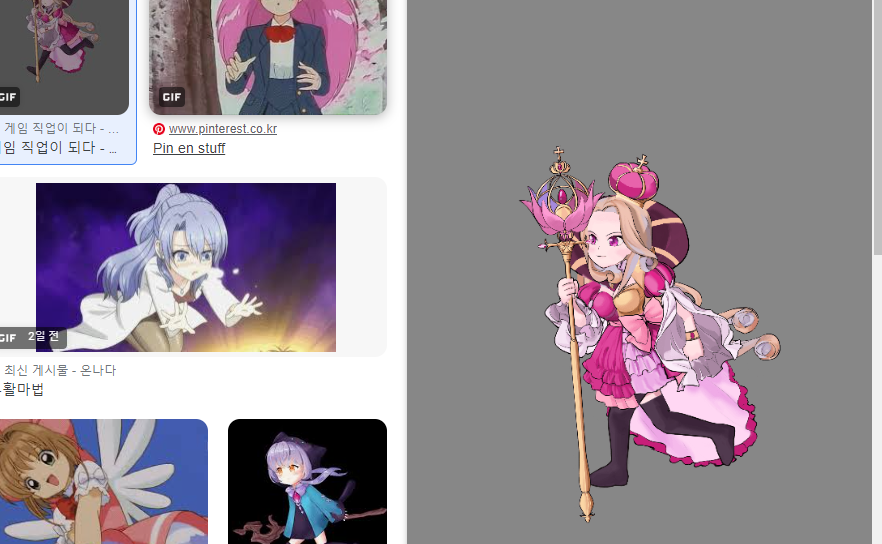 GIF
게임 직업이 되다 - ...
임 직업이 되다 - ...
GIF
www.pinterest.co.kr
Pin en stuff
GIF 2일 전
최신 게시물 - 온나다
활마법